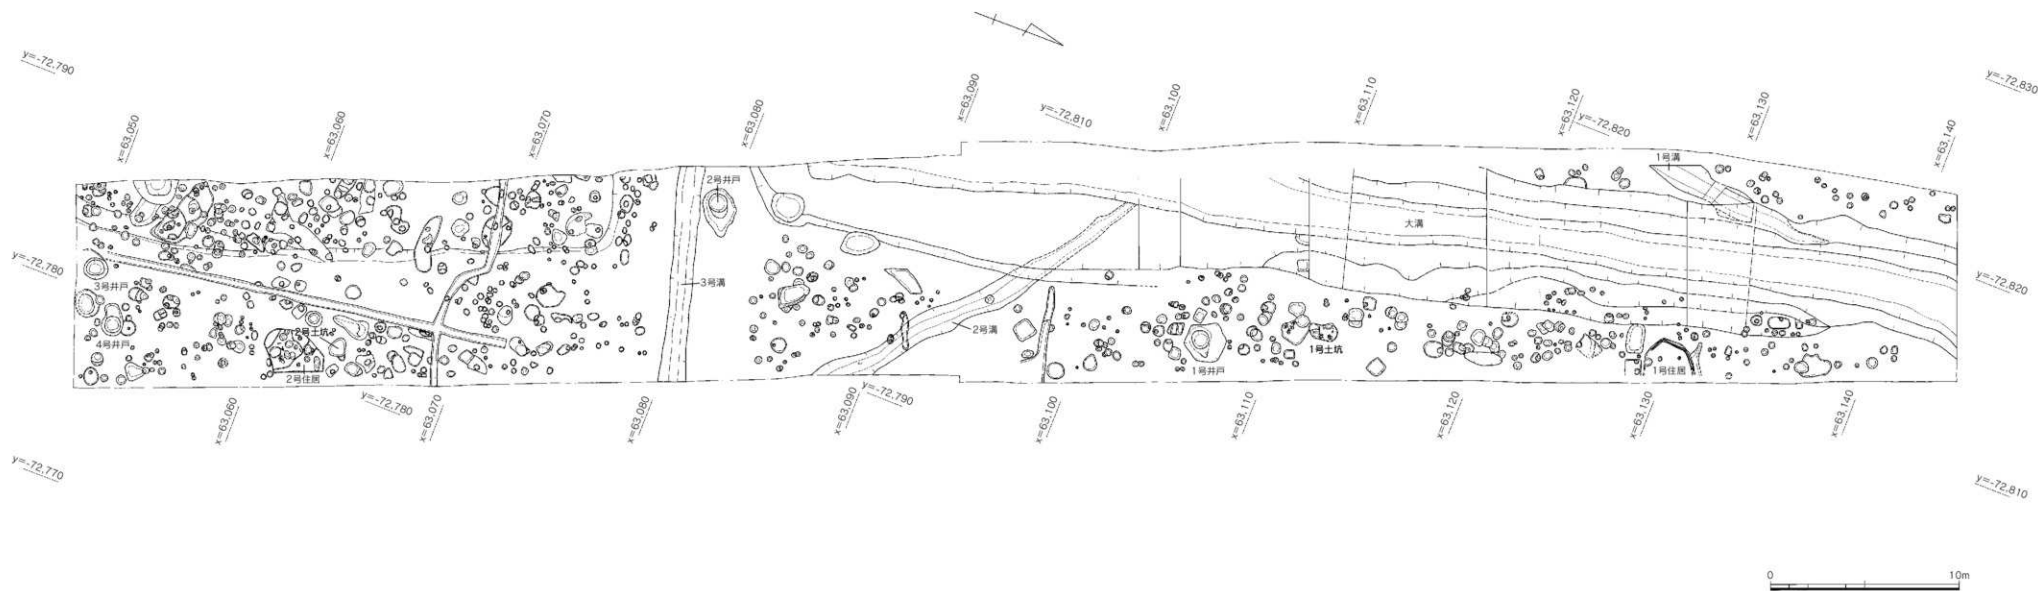 y=-72,790
x=63,050
x=63,060
x=63,070
x=63,080
x=63,090
y=-72,810
x=63,100
x=63,110
x=63,120
y=-72,820
x=63,130
x=63,140
y=-72,830
1号溝
2号井戸
大溝
y=-72,780
3号井戸
3号溝
y=-72,820
2号溝
2号土坑
4号井戸
1号土坑
2号住居
1号井戸
1号住居
x=63,060
y=-72,780
x=63,070
x=63,080
x=63,090
y=-72,790
x=63,100
x=63,110
x=63,120
x=63,130
x=63,140
y=-72,770
y=-72,810
0
10m